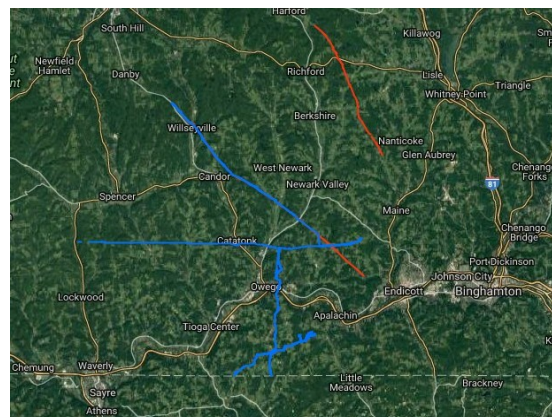 Harford
South Hill
Killawog
Newfield
Hamlet
Danby
Richford
Lisle
Triangle
Whitney Point
Berkshire
Willseyville
Nanticoke
Glen Aubrey
Chenango
Forks
West Newark
Candor
Newark Valley
81
Spencer
Maine
Chenango
Bridge
Catatonk
Port Dickinson
Johnson City
Owego
Endicott
Binghamton
Lockwood
Apalachin
Tioga Center
Chemung
Waverly
Little
Meadows
Brackney
Sayre
Athens